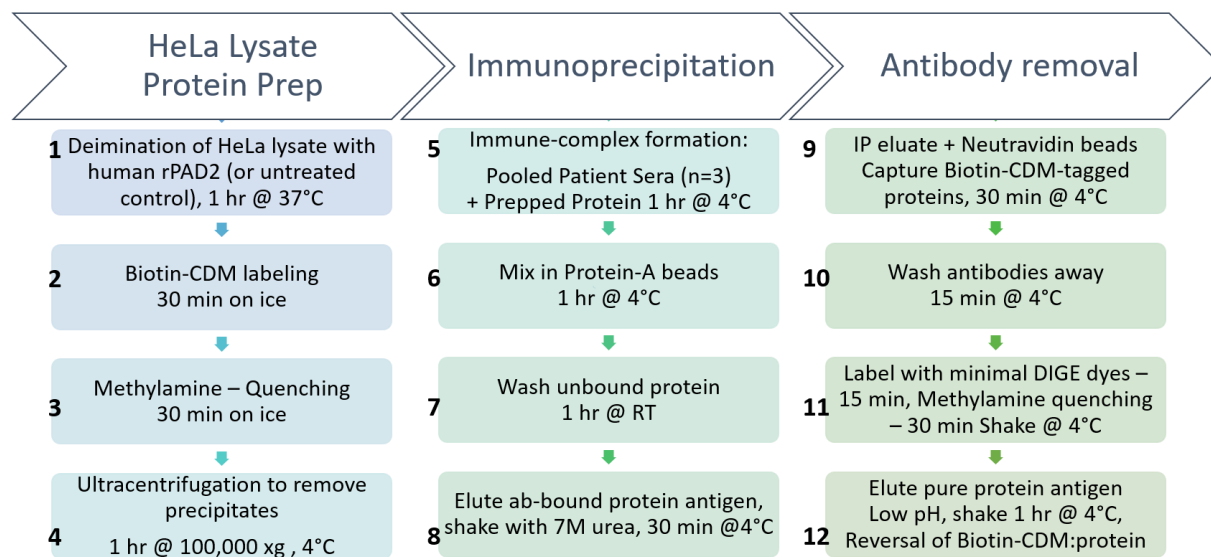 HeLa Lysate
Protein Prep
Immunoprecipitation
Antibody removal
1
Deimination of HeLa lysate with
human rPAD2 (or untreated
control), 1 hr @ 37°C
2
Biotin-CDM labeling
30 min on ice
3
Methylamine – Quenching
30 min on ice
4
Ultracentrifugation to remove
precipitates
1 hr @ 100,000 xg , 4°C
5
Immune-complex formation:
Pooled Patient Sera (n=3)
+ Prepped Protein 1 hr @ 4°C
6
Mix in Protein-A beads
1 hr @ 4°C
7
Wash unbound protein
1 hr @ RT
8
Elute ab-bound protein antigen,
shake with 7M urea, 30 min @4°C
9
IP eluate + Neutravidin beads
Capture Biotin-CDM-tagged
proteins, 30 min @ 4°C
10
Wash antibodies away
15 min @ 4°C
11
Label with minimal DIGE dyes –
15 min, Methylamine quenching
– 30 min Shake @ 4°C
12
Elute pure protein antigen
Low pH, shake 1 hr @ 4°C,
Reversal of Biotin-CDM:protein